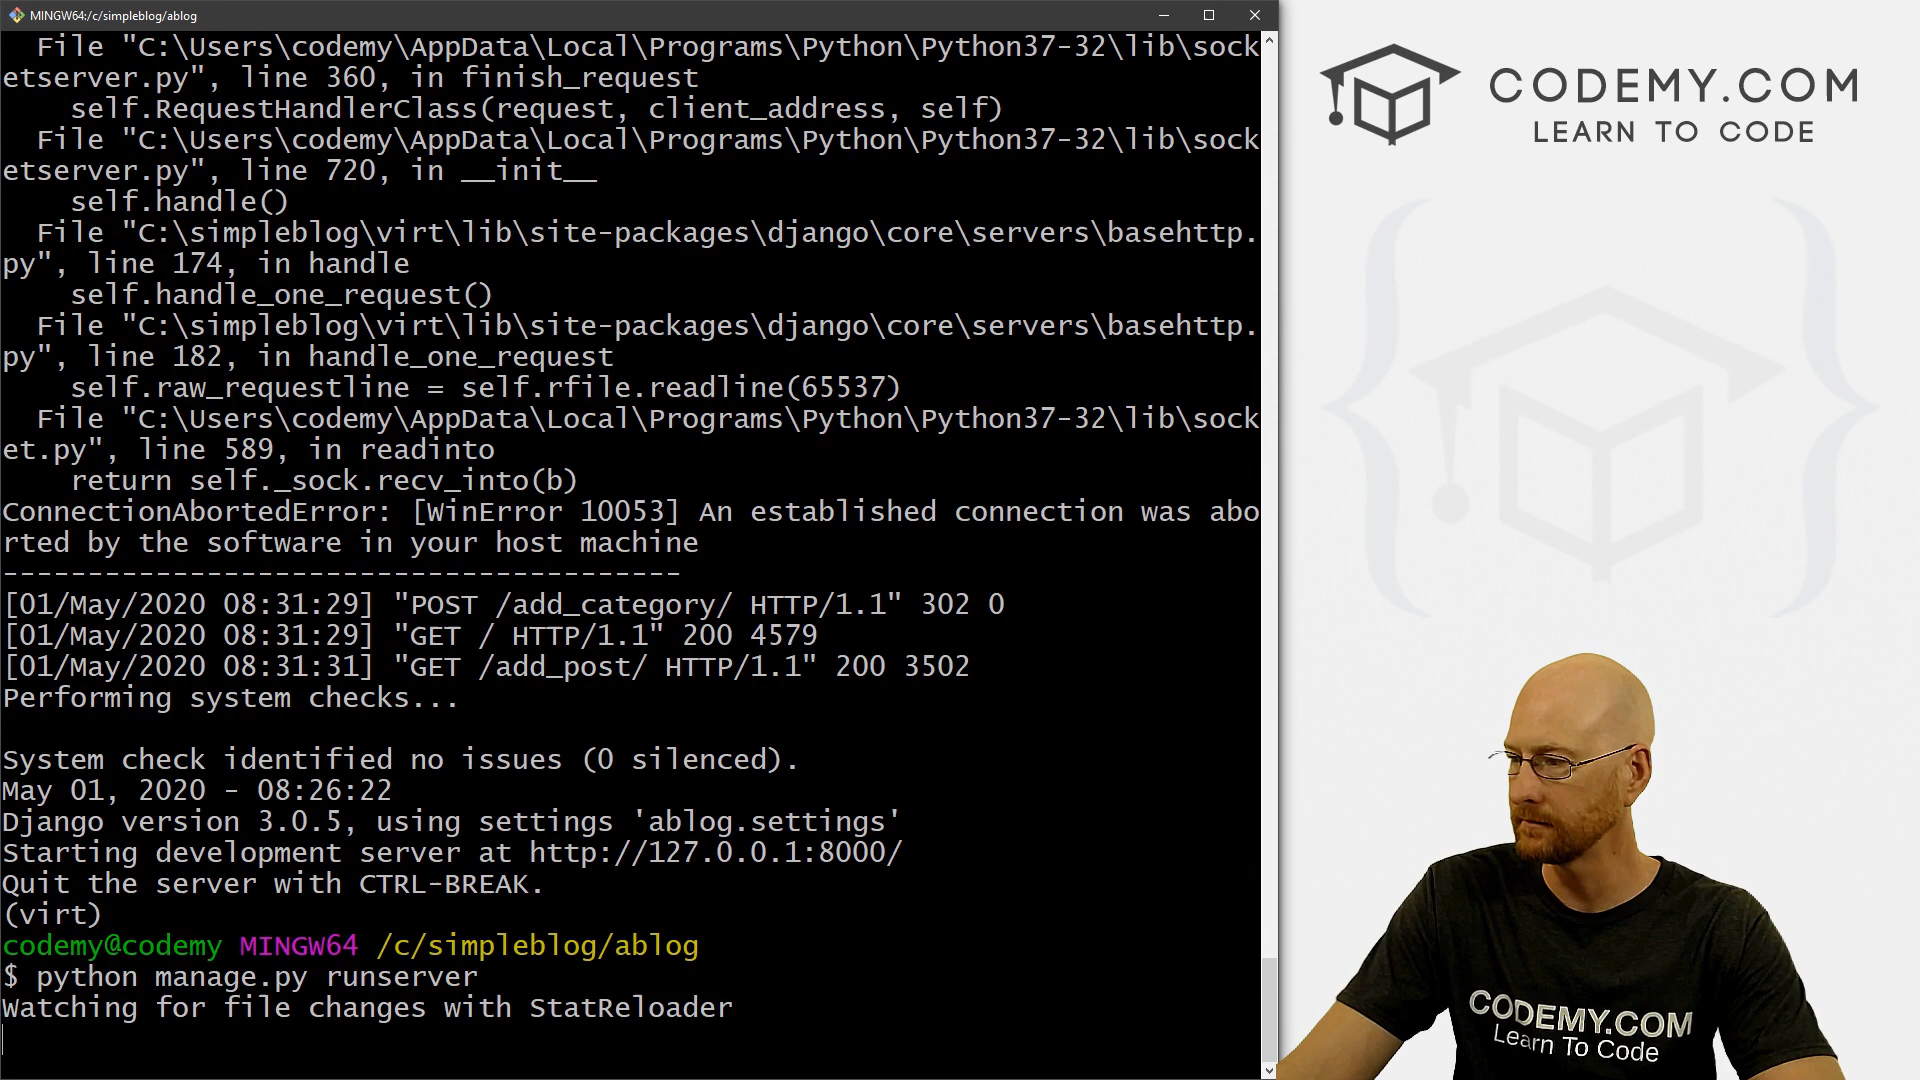 MINGW64:/c/simpleblog/ablog
  File "C:\Users\codemy\AppData\Local\Programs\Python\Python37-32\lib\sock
etserver.py", line 360, in finish_request
    self.RequestHandlerClass(request, client_address, self)
  File "C:\Users\codemy\AppData\Local\Programs\Python\Python37-32\lib\sock
etserver.py", line 720, in __init__
    self.handle()
  File "C:\simpleblog\virt\lib\site-packages\django\core\servers\basehttp.
py", line 174, in handle
    self.handle_one_request()
  File "C:\simpleblog\virt\lib\site-packages\django\core\servers\basehttp.
py", line 182, in handle_one_request
    self.raw_requestline = self.rfile.readline(65537)
  File "C:\Users\codemy\AppData\Local\Programs\Python\Python37-32\lib\sock
et.py", line 589, in readinto
    return self._sock.recv_into(b)
ConnectionAbortedError: [WinError 10053] An established connection was abo
rted by the software in your host machine
----------------------------------------
[01/May/2020 08:31:29] "POST /add_category/ HTTP/1.1" 302 0
[01/May/2020 08:31:29] "GET / HTTP/1.1" 200 4579
[01/May/2020 08:31:31] "GET /add_post/ HTTP/1.1" 200 3502
Performing system checks...
System check identified no issues (0 silenced).
May 01, 2020 - 08:26:22
Django version 3.0.5, using settings 'ablog.settings'
Starting development server at http://127.0.0.1:8000/
Quit the server with CTRL-BREAK.
(virt)
codemy@codemy MINGW64 /c/simpleblog/ablog
$ python manage.py runserver
Watching for file changes with StatReloader
CODEMY.COM
LEARN TO CODE
CODEMY.COM
Learn To Code